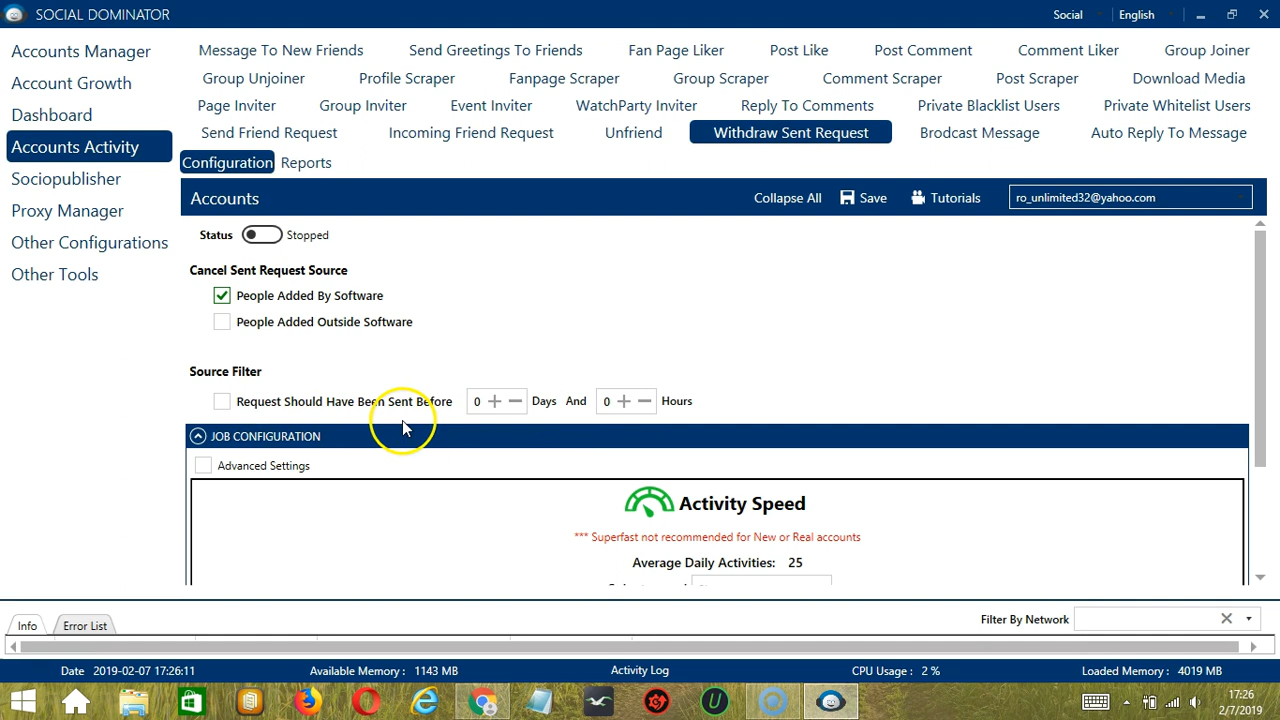 SOCIAL DOMINATOR
Social
English
Accounts Manager
Account Growth
Dashboard
Accounts Activity
Sociopublisher
Proxy Manager
Other Configurations
Other Tools
Message To New Friends Send Greetings To Friends Fan Page Liker Post Like Post Comment Comment Liker Group Joiner
Group Unjoiner Profile Scraper Fanpage Scraper Group Scraper Comment Scraper Post Scraper Download Media
Page Inviter Group Inviter Event Inviter WatchParty Inviter Reply To Comments Private Blacklist Users Private Whitelist Users
Send Friend Request Incoming Friend Request Unfriend Withdraw Sent Request Brodcast Message Auto Reply To Message
Configuration Reports
Accounts Collapse All Save Tutorials ro_unlimited32@yahoo.com
Status Stopped
Cancel Sent Request Source
People Added By Software
People Added Outside Software
Source Filter
Request Should Have Been Sent Before 0 Days And 0 Hours
JOB CONFIGURATION
Advanced Settings
Activity Speed
*** Superfast not recommended for New or Real accounts
Average Daily Activities: 25
Info Error List Filter By Network
Date 2019-02-07 17:26:11 Available Memory : 1143 MB Activity Log CPU Usage : 2 % Loaded Memory : 4019 MB
17:26
2/7/2019